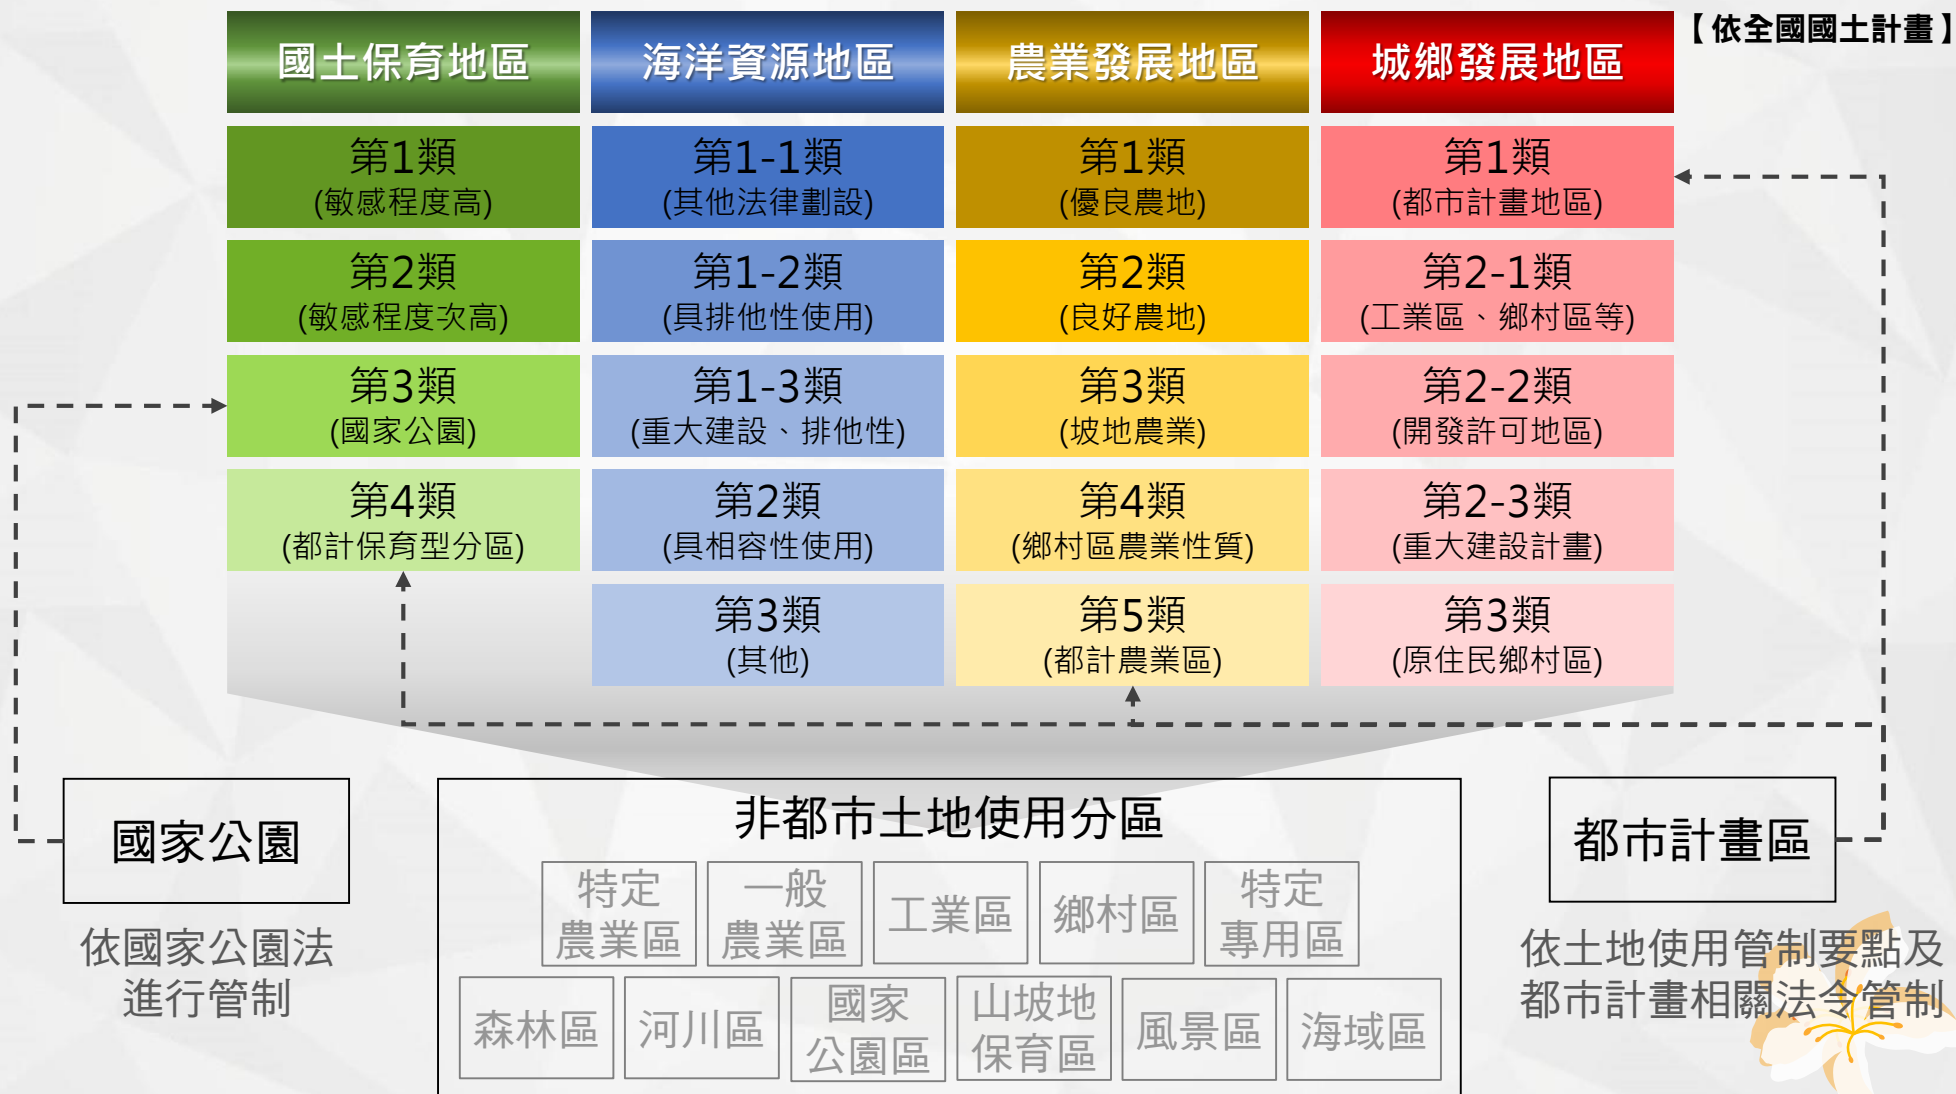 【依全國國土計畫】
國土保育地區
海洋資源地區
農業發展地區
城鄉發展地區
第1類
(敏感程度高)
第1-1類
(其他法律劃設)
第1類
(優良農地)
第1類
(都市計畫地區)
第2類
(敏感程度次高)
第1-2類
(具排他性使用)
第2類
(良好農地)
第2-1類
(工業區、鄉村區等)
第3類
(國家公園)
第1-3類
(重大建設、排他性)
第3類
(坡地農業)
第2-2類
(開發許可地區)
第4類
(都計保育型分區)
第2類
(具相容性使用)
第4類
(鄉村區農業性質)
第2-3類
(重大建設計畫)
第3類
(其他)
第5類
(都計農業區)
第3類
(原住民鄉村區)
國家公園
依國家公園法
進行管制
非都市土地使用分區
特定
農業區
一般
農業區
工業區
鄉村區
特定
專用區
森林區
河川區
國家
公園區
山坡地
保育區
風景區
海域區
都市計畫區
依土地使用管制要點及
都市計畫相關法令管制